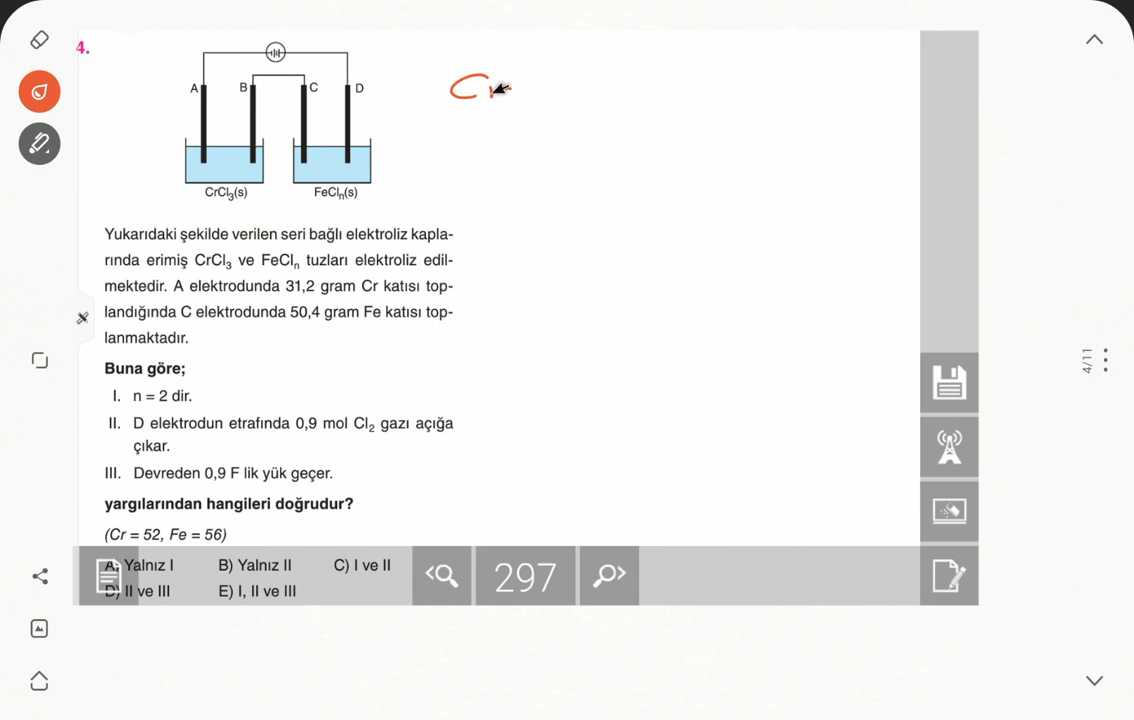 4.
A
B
C
D
CrCl3(s)
FeCln(s)
Cr
Yukarıdaki şekilde verilen seri bağlı elektroliz kapla-
rında erimiş CrCl3 ve FeCln tuzları elektroliz edil-
mektedir. A elektrodunda 31,2 gram Cr katısı top-
landığında C elektrodunda 50,4 gram Fe katısı top-
lanmaktadır.
Buna göre;
I. n = 2 dir.
II. D elektrodun etrafında 0,9 mol Cl2 gazı açığa
çıkar.
III. Devreden 0,9 F lik yük geçer.
yargılarından hangileri doğrudur?
(Cr = 52, Fe = 56)
A) Yalnız I B) Yalnız II C) I ve II
D) II ve III E) I, II ve III
297
4/11